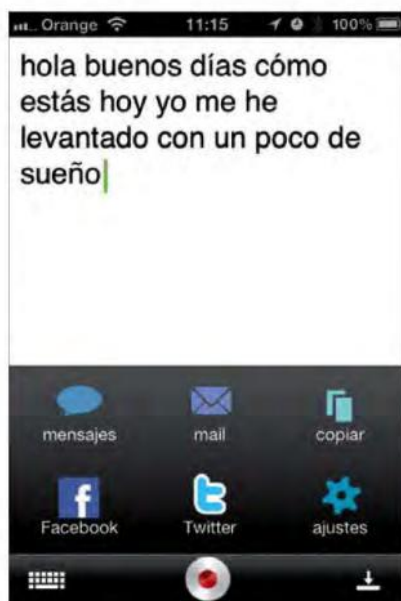 Orange 11:15 100%
hola buenos días cómo
estás hoy yo me he
levantado con un poco de
sueño
mensajes mail copiar
Facebook Twitter ajustes